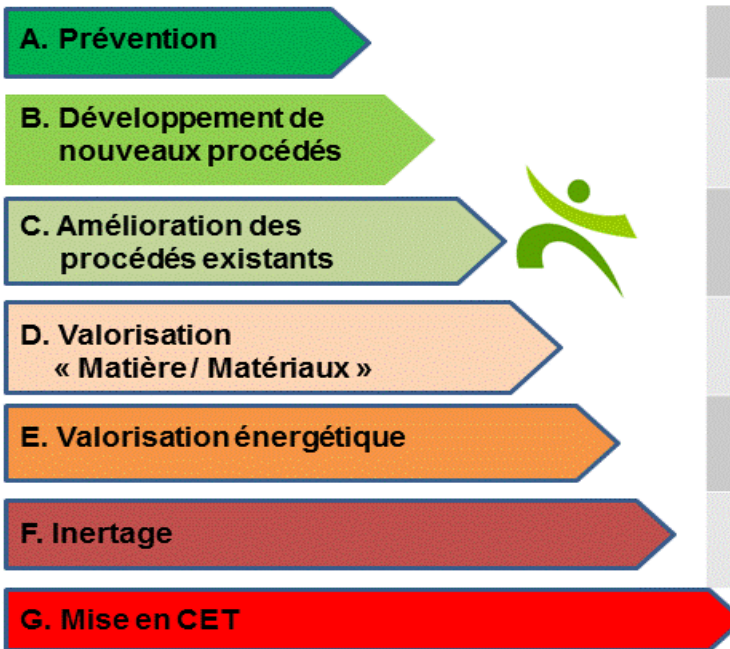 A. Prévention
B. Développement de
nouveaux procédés
C. Amélioration des
procédés existants
D. Valorisation
« Matière / Matériaux »
E. Valorisation énergétique
F. Inertage
G. Mise en CET